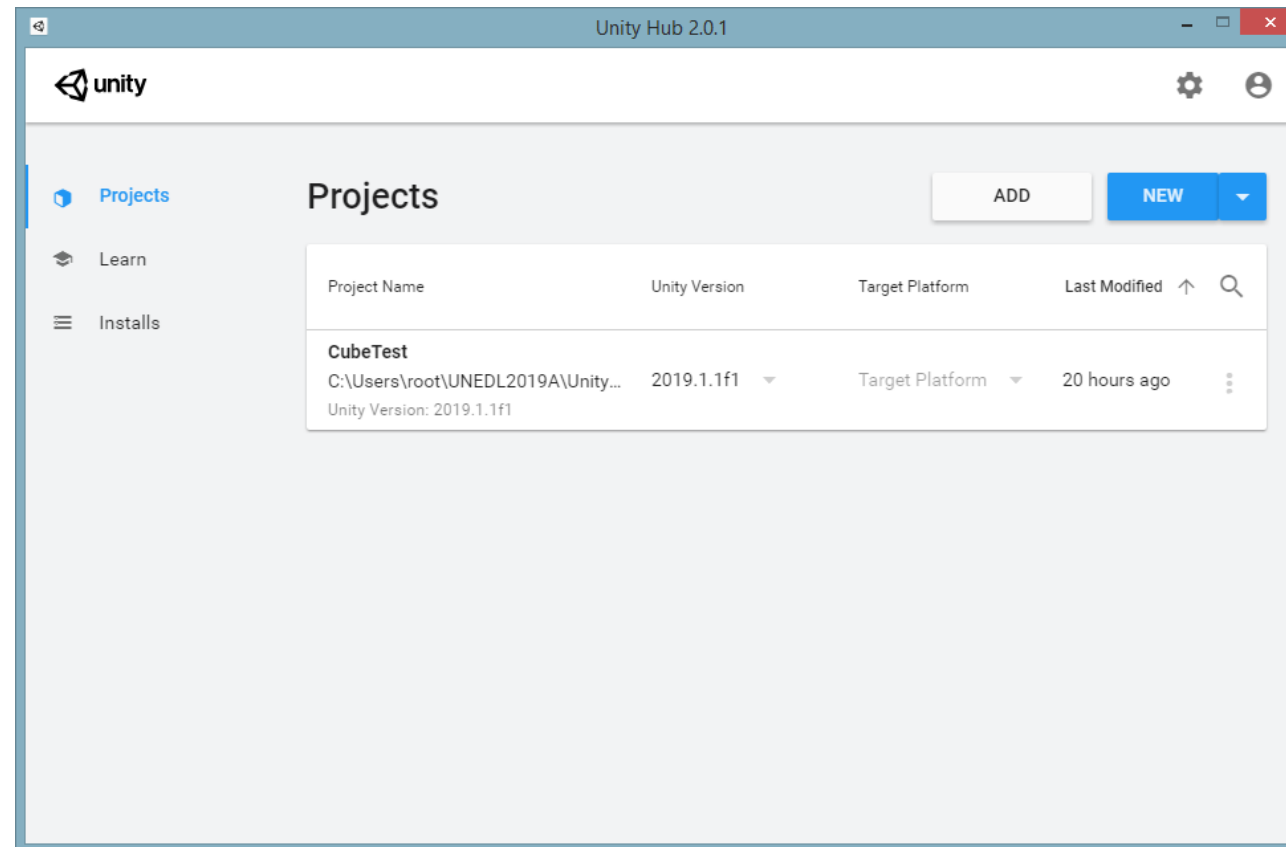 Unity Hub 2.0.1
unity
Projects
Learn
Installs
Projects
ADD
NEW
Project Name Unity Version Target Platform Last Modified
CubeTest
C:\Users\root\UNEDL2019A\Unity... 2019.1.1f1 Target Platform 20 hours ago
Unity Version: 2019.1.1f1